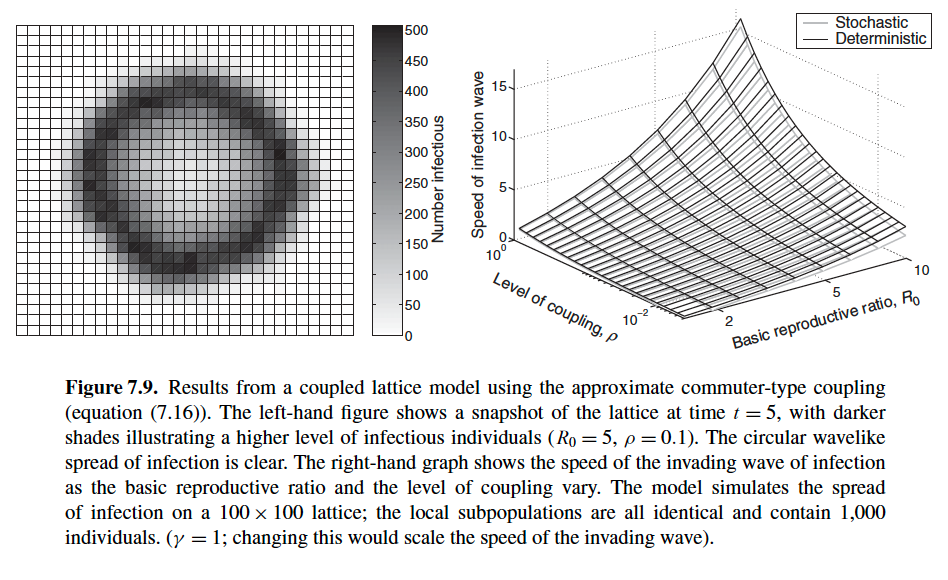 500
450
400
350
300
250
200
150
100
50
0
Number infectious
Stochastic
Deterministic
15
10
5
0
Speed of infection wave
10⁰
10⁻²
Level of coupling, ρ
2
5
10
Basic reproductive ratio, R₀
Figure 7.9. Results from a coupled lattice model using the approximate commuter-type coupling
(equation (7.16)). The left-hand figure shows a snapshot of the lattice at time t = 5, with darker
shades illustrating a higher level of infectious individuals (R₀ = 5, ρ = 0.1). The circular wavelike
spread of infection is clear. The right-hand graph shows the speed of the invading wave of infection
as the basic reproductive ratio and the level of coupling vary. The model simulates the spread
of infection on a 100 × 100 lattice; the local subpopulations are all identical and contain 1,000
individuals. (γ = 1; changing this would scale the speed of the invading wave).